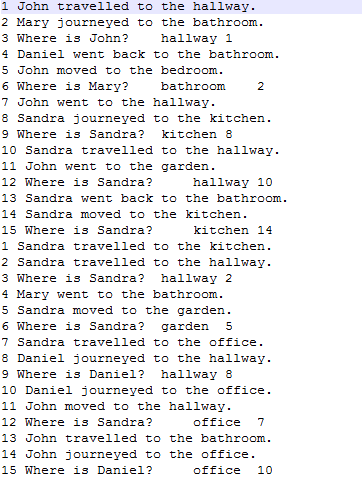 1 John travelled to the hallway.
2 Mary journeyed to the bathroom.
3 Where is John?	hallway	1
4 Daniel went back to the bathroom.
5 John moved to the bedroom.
6 Where is Mary?	bathroom	2
7 John went to the hallway.
8 Sandra journeyed to the kitchen.
9 Where is Sandra?	kitchen	8
10 Sandra travelled to the hallway.
11 John went to the garden.
12 Where is Sandra?	hallway	10
13 Sandra went back to the bathroom.
14 Sandra moved to the kitchen.
15 Where is Sandra?	kitchen	14
1 Sandra travelled to the kitchen.
2 Sandra travelled to the hallway.
3 Where is Sandra?	hallway	2
4 Mary went to the bathroom.
5 Sandra moved to the garden.
6 Where is Sandra?	garden	5
7 Sandra travelled to the office.
8 Daniel journeyed to the hallway.
9 Where is Daniel?	hallway	8
10 Daniel journeyed to the office.
11 John moved to the hallway.
12 Where is Sandra?	office	7
13 John travelled to the bathroom.
14 John journeyed to the office.
15 Where is Daniel?	office	10